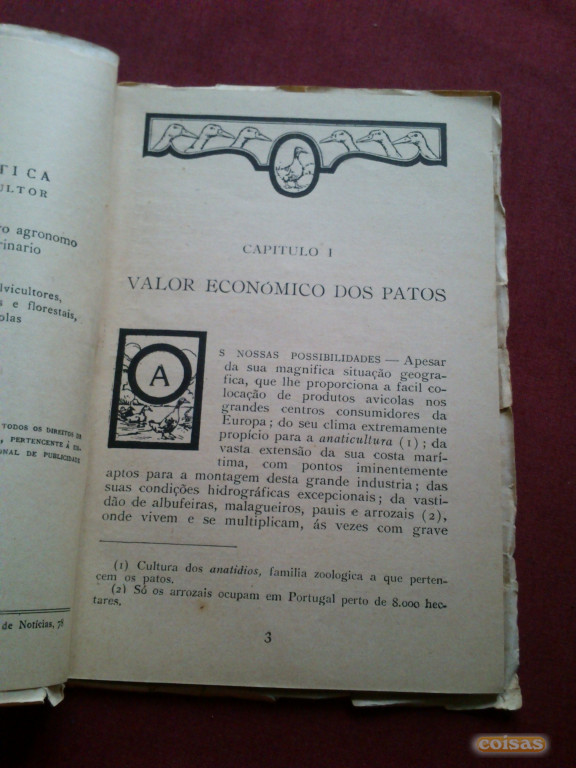 TICA
ULTOR
ro agronomo
rinario
lvicultores,
s e florestais,
olas
TODOS OS DIREITOS DE
, PERTENCENTE Á EM-
ONAL DE PUBLICIDADE
de Notícias, 78
CAPITULO I
VALOR ECONÓMICO DOS PATOS
AS NOSSAS POSSIBILIDADES — Apesar
da sua magnifica situação geogra-
fica, que lhe proporciona a facil co-
locação de produtos avicolas nos
grandes centros consumidores da
Europa; do seu clima extremamente
propício para a anaticultura (1); da
vasta extensão da sua costa marí-
tima, com pontos iminentemente
aptos para a montagem desta grande industria; das
suas condições hidrográficas excepcionais; da vasti-
dão de albufeiras, malagueiros, pauis e arrozais (2),
onde vivem e se multiplicam, ás vezes com grave
(1) Cultura dos anatidios, familia zoologica a que perten-
cem os patos.
(2) Só os arrozais ocupam em Portugal perto de 8.000 hec-
tares.
3
coisas